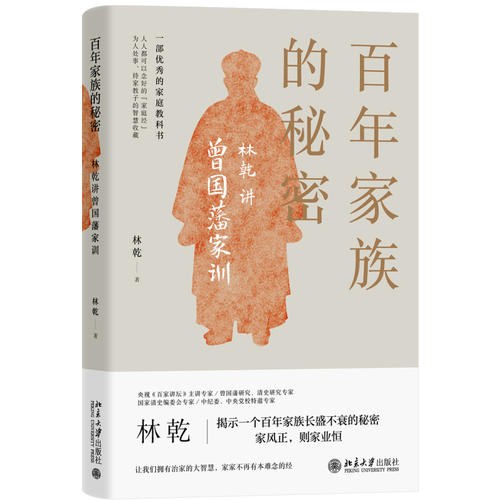 百年家族的秘密
林乾讲曾国藩家训
林乾 著
北京大学出版社
一部优秀的家庭教科书
人人都可以念好的“家庭经”
为人处事、待家教子的智慧收藏
百年家族
的秘密
林乾讲
曾国藩家训
林乾 著
央视《百家讲坛》主讲专家/曾国藩研究、清史研究专家
国家清史编委会专家/中纪委、中央党校特邀专家
林乾
揭示一个百年家族长盛不衰的秘密
家风正，则家业恒
让我们拥有治家的大智慧，家家不再有本难念的经
北京大学出版社
PEKING UNIVERSITY PRESS